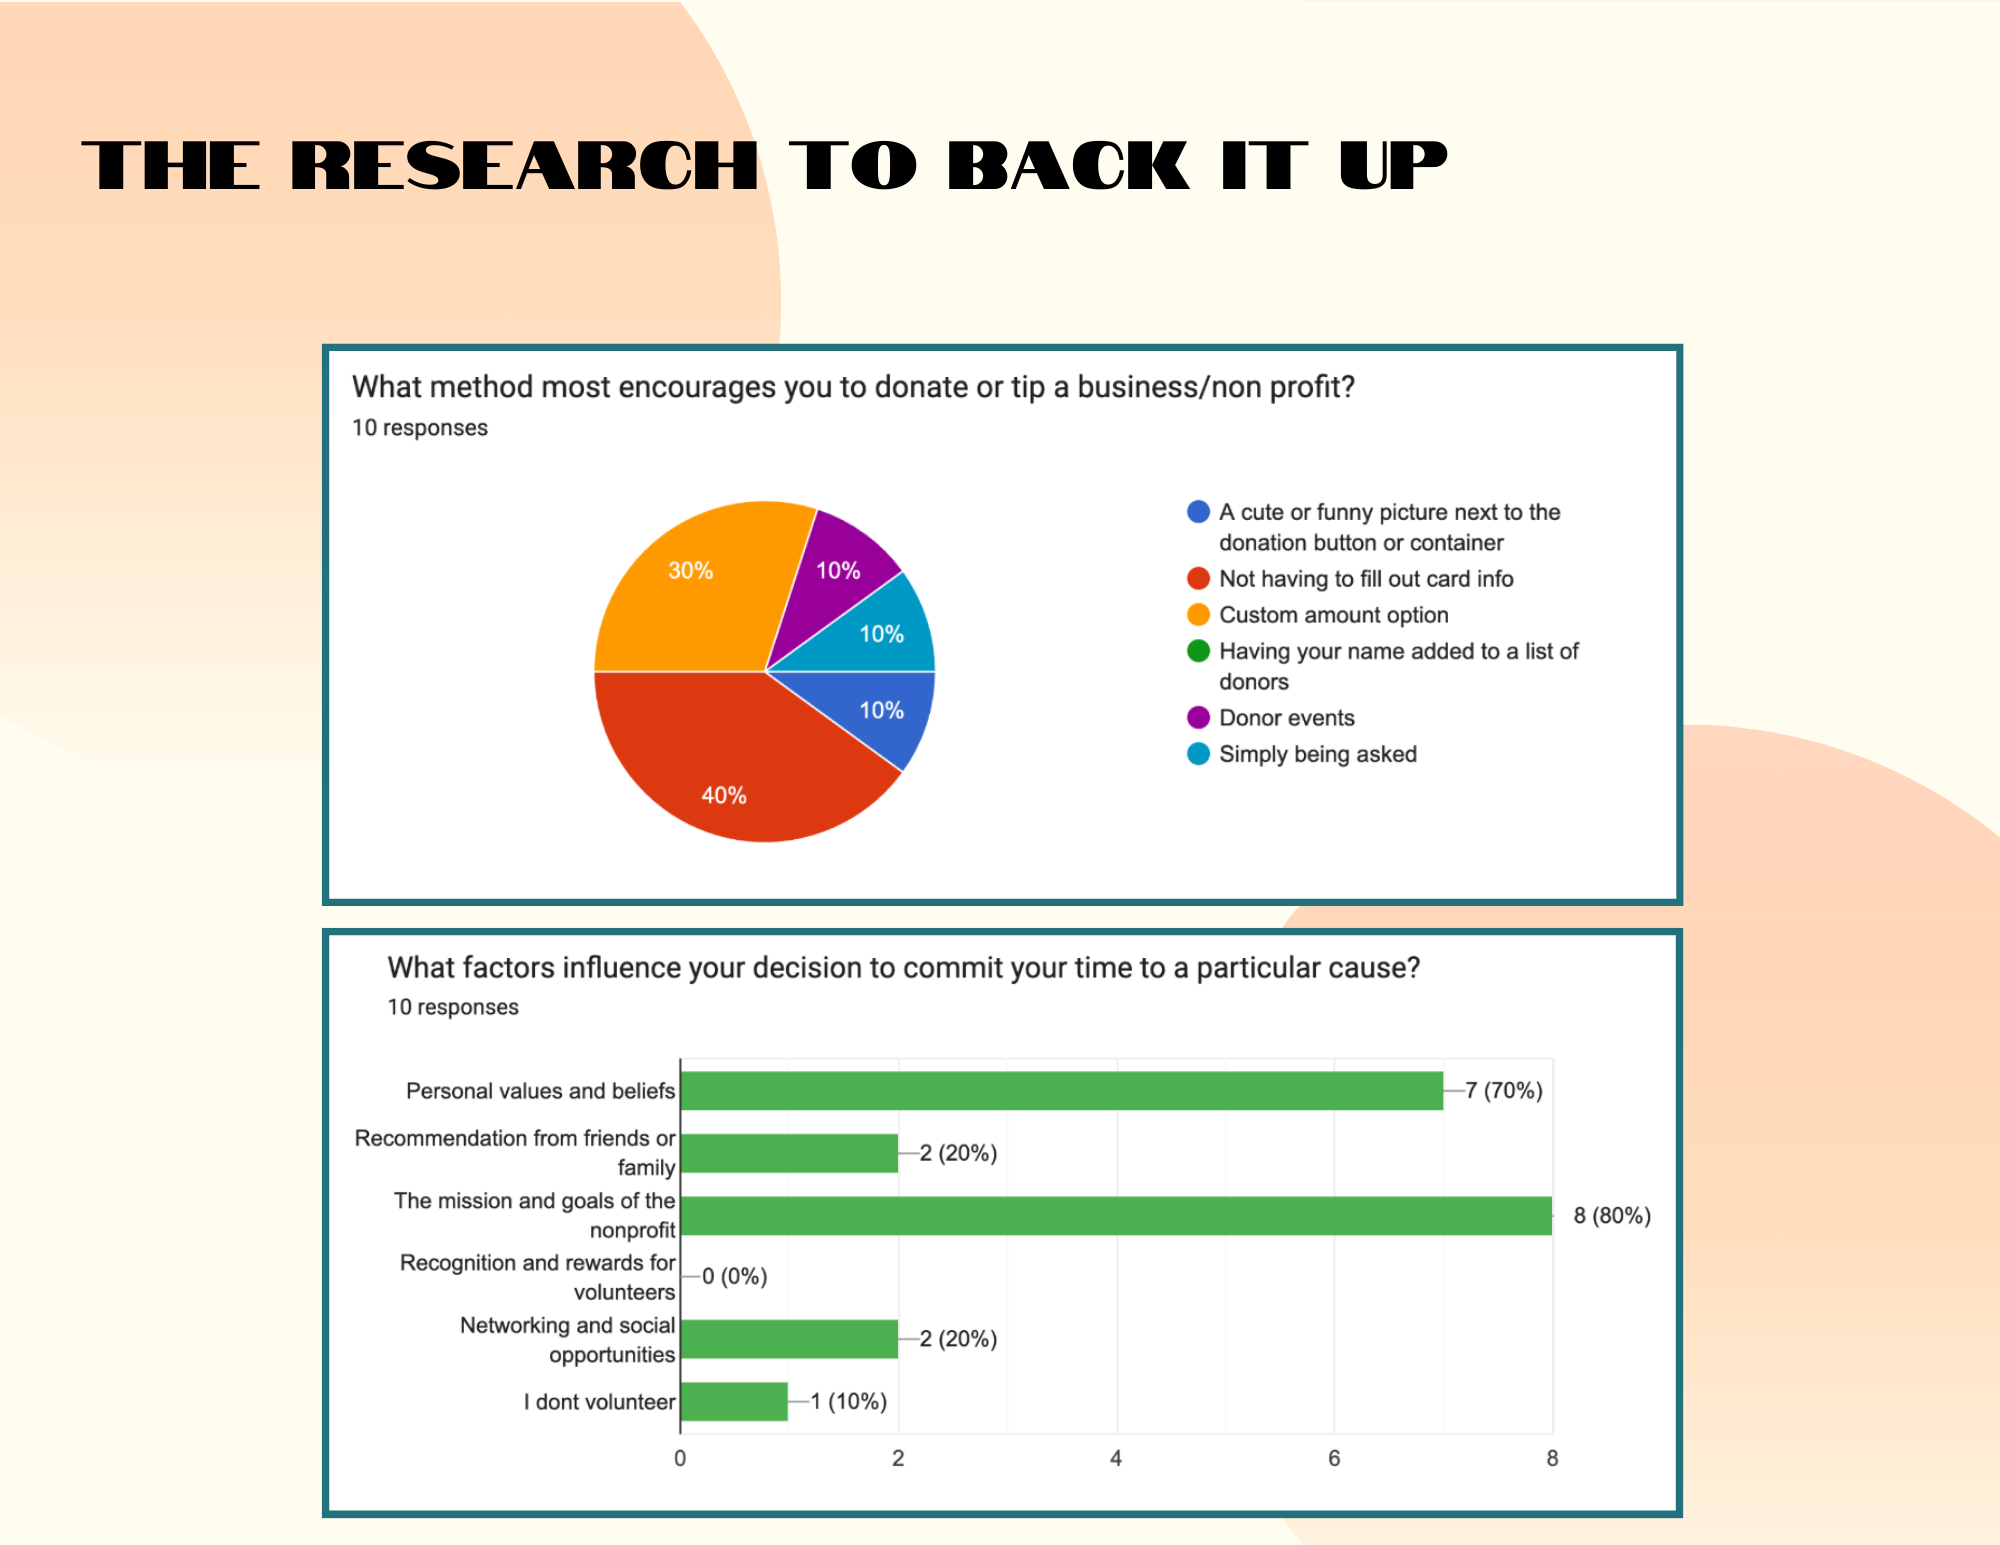 THE RESEARCH TO BACK IT UP
What method most encourages you to donate or tip a business/non profit?
10 responses
30%
10%
10%
10%
40%
A cute or funny picture next to the
donation button or container
Not having to fill out card info
Custom amount option
Having your name added to a list of
donors
Donor events
Simply being asked
What factors influence your decision to commit your time to a particular cause?
10 responses
Personal values and beliefs
7 (70%)
Recommendation from friends or
family
2 (20%)
The mission and goals of the
nonprofit
8 (80%)
Recognition and rewards for
volunteers
0 (0%)
Networking and social
opportunities
2 (20%)
I dont volunteer
1 (10%)
0 2 4 6 8